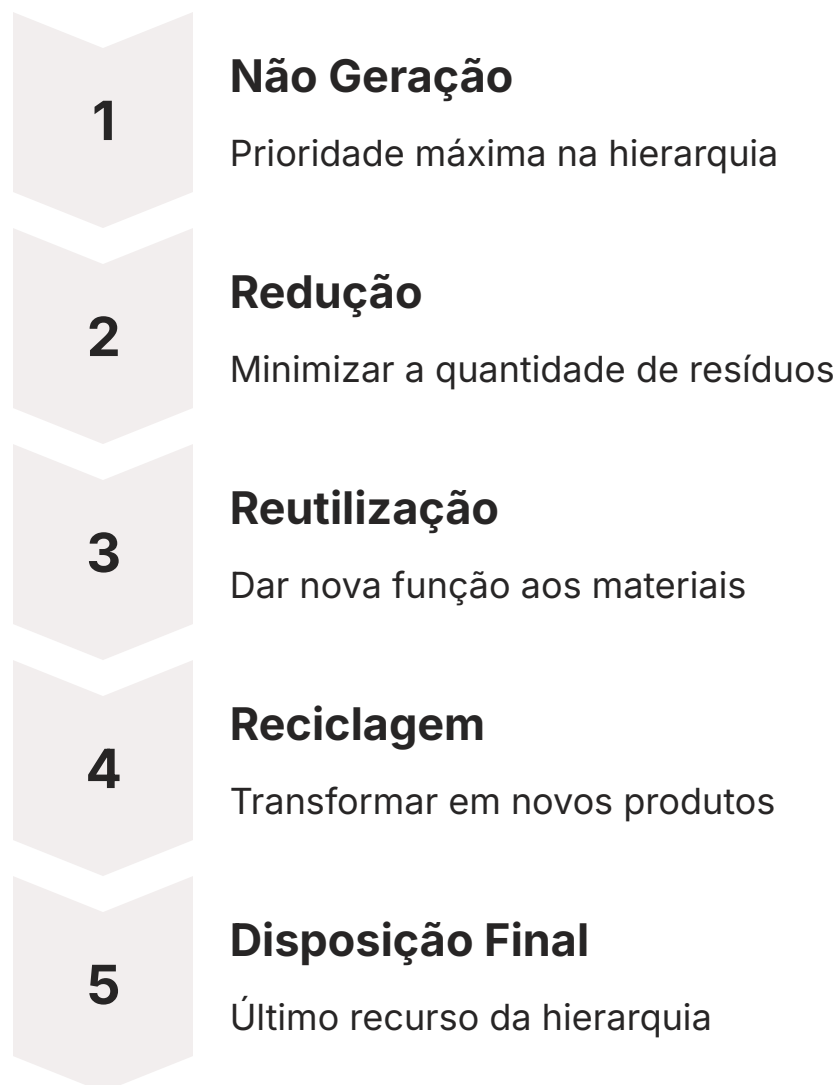 1
Não Geração
Prioridade máxima na hierarquia
2
Redução
Minimizar a quantidade de resíduos
3
Reutilização
Dar nova função aos materiais
4
Reciclagem
Transformar em novos produtos
5
Disposição Final
Último recurso da hierarquia